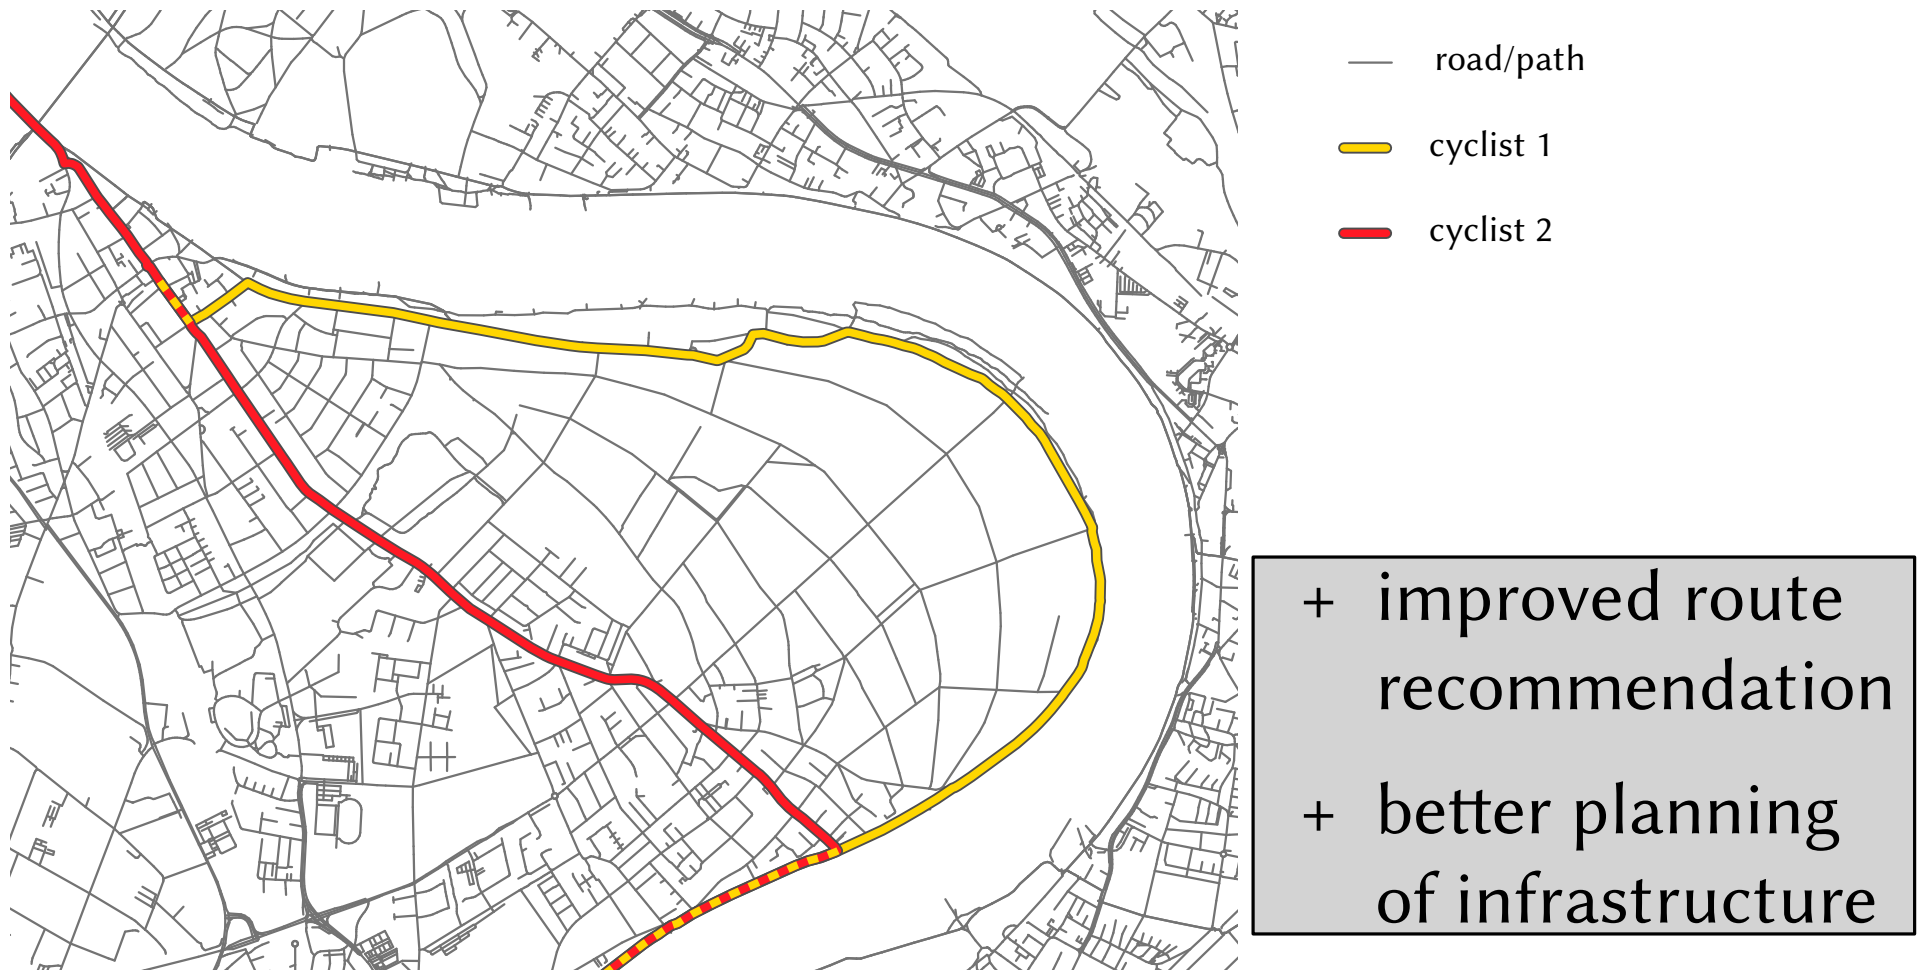 road/path
cyclist 1
cyclist 2
+ improved route
recommendation
+ better planning
of infrastructure